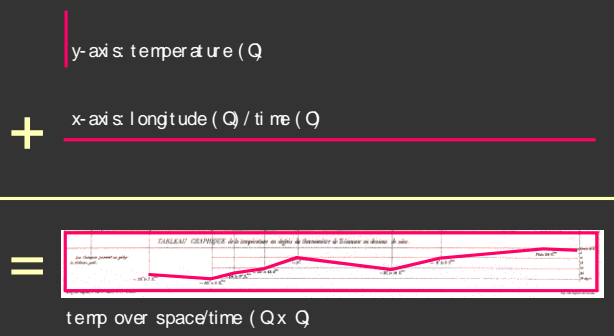 y-axis: temperature (Q)
+
x-axis: longitude (Q) / time (O)
=
TABLEAU GRAPHIQUE de la température en degrés du thermomètre de Réaumur au dessous de zéro.
temp over space/time (Q x Q)